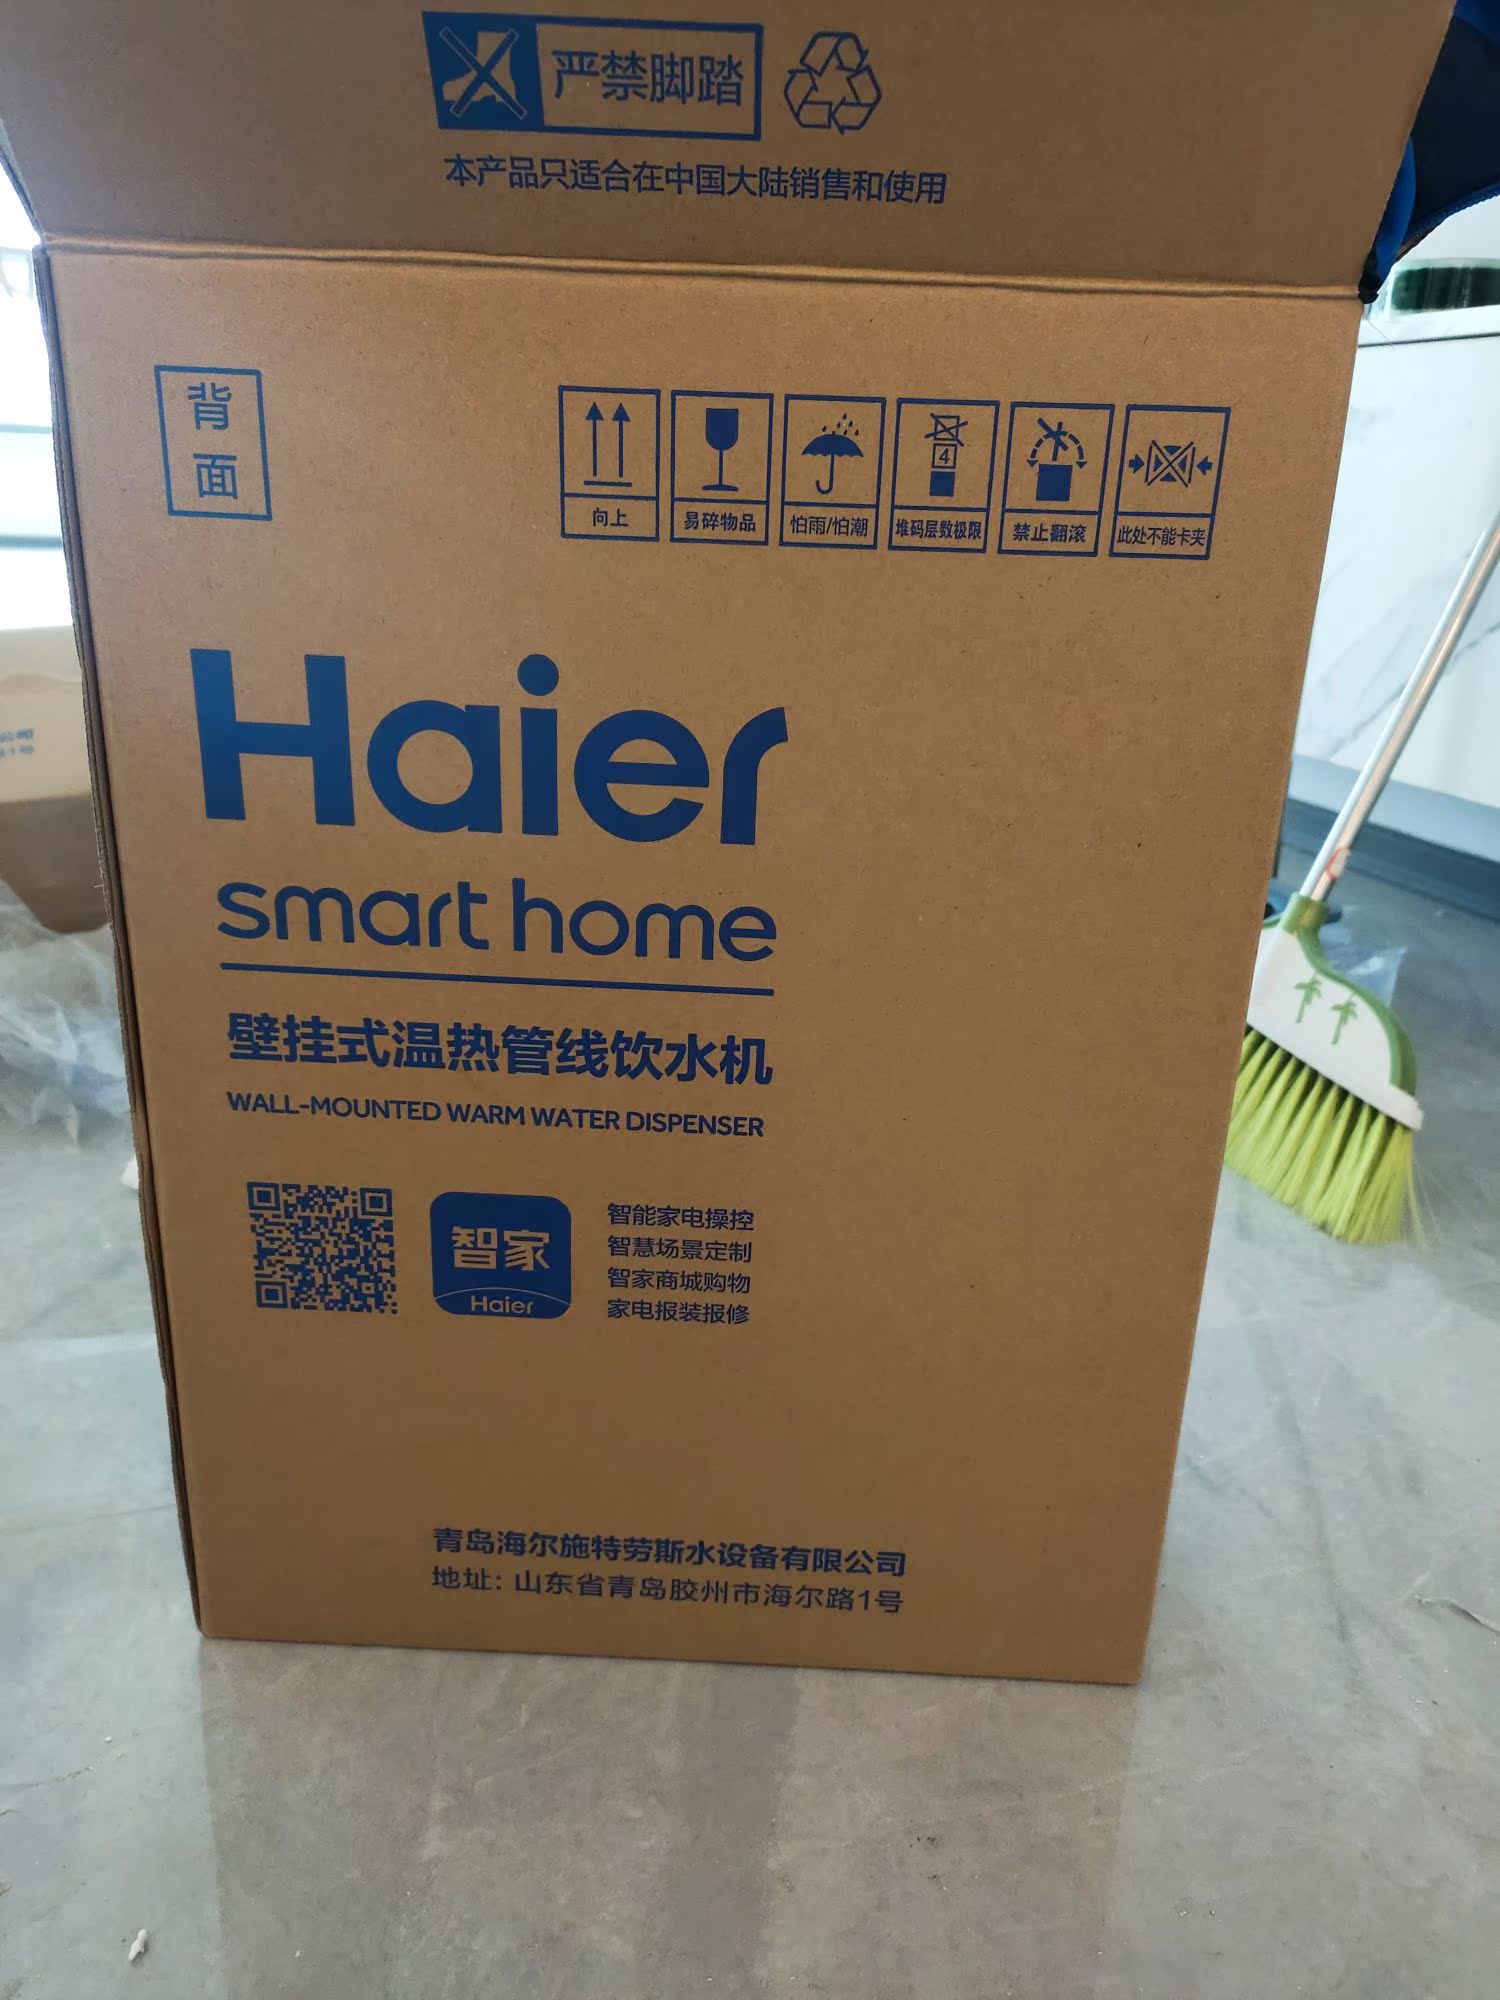 严禁脚踏
本产品只适合在中国大陆销售和使用
背面
4
向上
易碎物品
怕雨/怕潮
堆码层数极限
禁止翻滚
此处不能卡夹
Haier
smart home
壁挂式温热管线饮水机
WALL-MOUNTED WARM WATER DISPENSER
智家
Haier
智能家电操控
智慧场景定制
智家商城购物
家电报装报修
青岛海尔施特劳斯水设备有限公司
地址: 山东省青岛胶州市海尔路1号